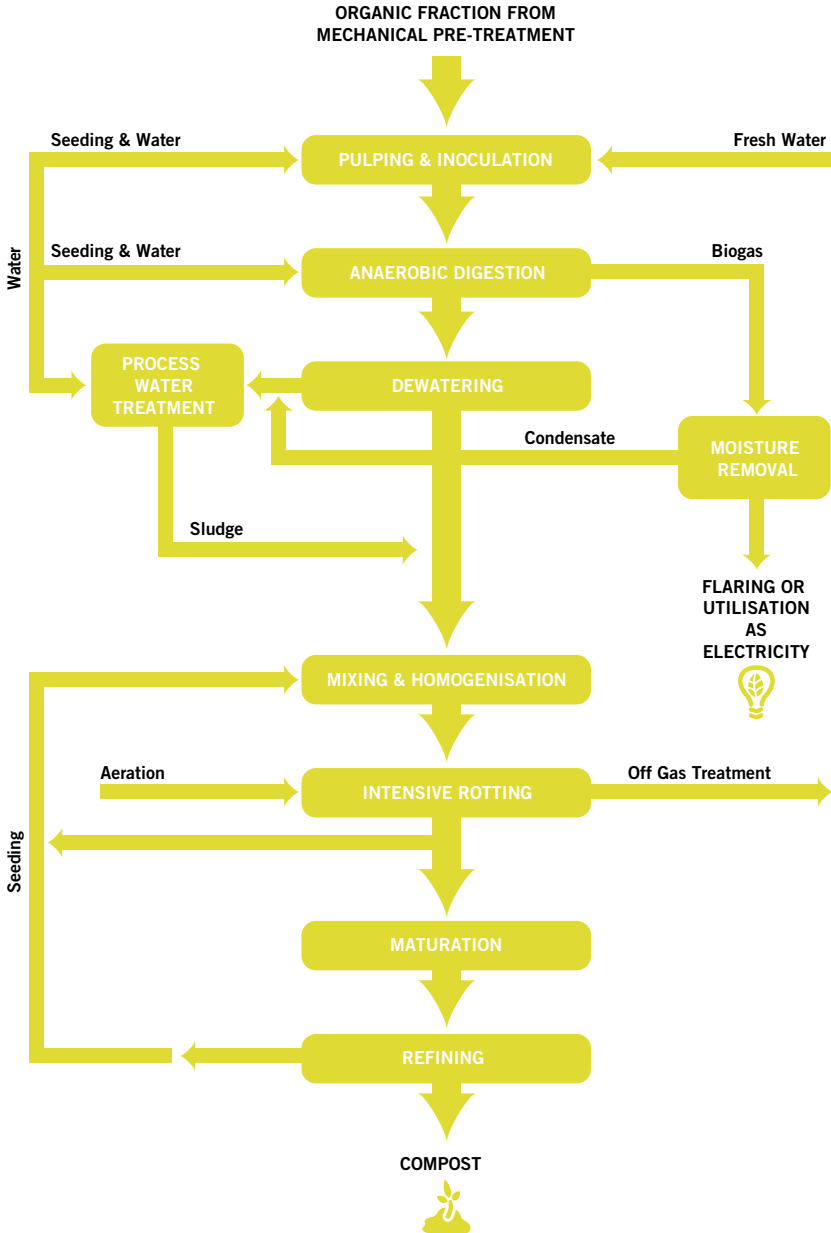 ORGANIC FRACTION FROM
MECHANICAL PRE-TREATMENT
Seeding & Water
Fresh Water
PULPING & INOCULATION
Water
Seeding & Water
Biogas
ANAEROBIC DIGESTION
PROCESS
WATER
TREATMENT
DEWATERING
Condensate
MOISTURE
REMOVAL
Sludge
FLARING OR
UTILISATION
AS
ELECTRICITY
MIXING & HOMOGENISATION
Aeration
Off Gas Treatment
INTENSIVE ROTTING
Seeding
MATURATION
REFINING
COMPOST